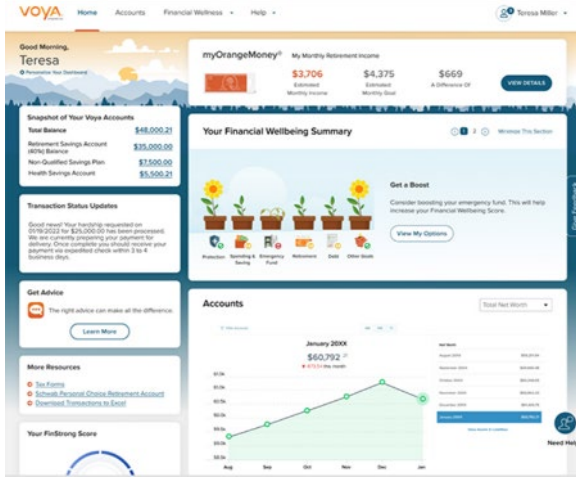 VOYA
Home
Accounts
Financial Wellness
Help
Teresa Miller
Good Morning,
Teresa
Personalize Your Dashboard
myOrangeMoney®
My Monthly Retirement Income
$3,706
Estimated
Monthly Income
$4,375
Estimated
Monthly Goal
$669
A Difference Of
VIEW DETAILS
Snapshot of Your Voya Accounts
Total Balance $48,000.21
Retirement Savings Account
(401k) Balance $35,000.00
Non-Qualified Savings Plan $7,500.00
Health Savings Account $5,500.21
Your Financial Wellbeing Summary
1 2
Minimize This Section
Get a Boost
Consider boosting your emergency fund. This will help
increase your Financial Wellbeing Score.
View My Options
Protection
Spending &
Saving
Emergency
Fund
Retirement
Debt
Other Goals
Give Feedback
Transaction Status Updates
Good news! Your hardship requested on
01/19/2022 for $25,000.00 has been processed.
We are currently preparing your payment for
delivery. Once complete you should receive your
payment via expedited check within 3 to 4
business days.
Get Advice
The right advice can make all the difference.
Learn More
More Resources
Tax Forms
Schwab Personal Choice Retirement Account
Download Transactions to Excel
Your FinStrong Score
Accounts
Total Net Worth
January 20XX
$60,792
this month
Aug Sep Oct Nov Dec Jan
Net Worth
Need Help